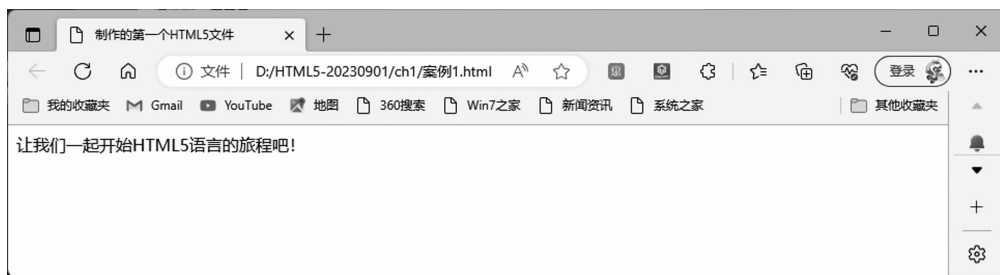 制作的第一个HTML5文件
文件 D:/HTML5-20230901/ch1/案例1.html 登录
我的收藏夹 Gmail YouTube 地图 360搜索 Win7之家 新闻资讯 系统之家 其他收藏夹
让我们一起开始HTML5语言的旅程吧!